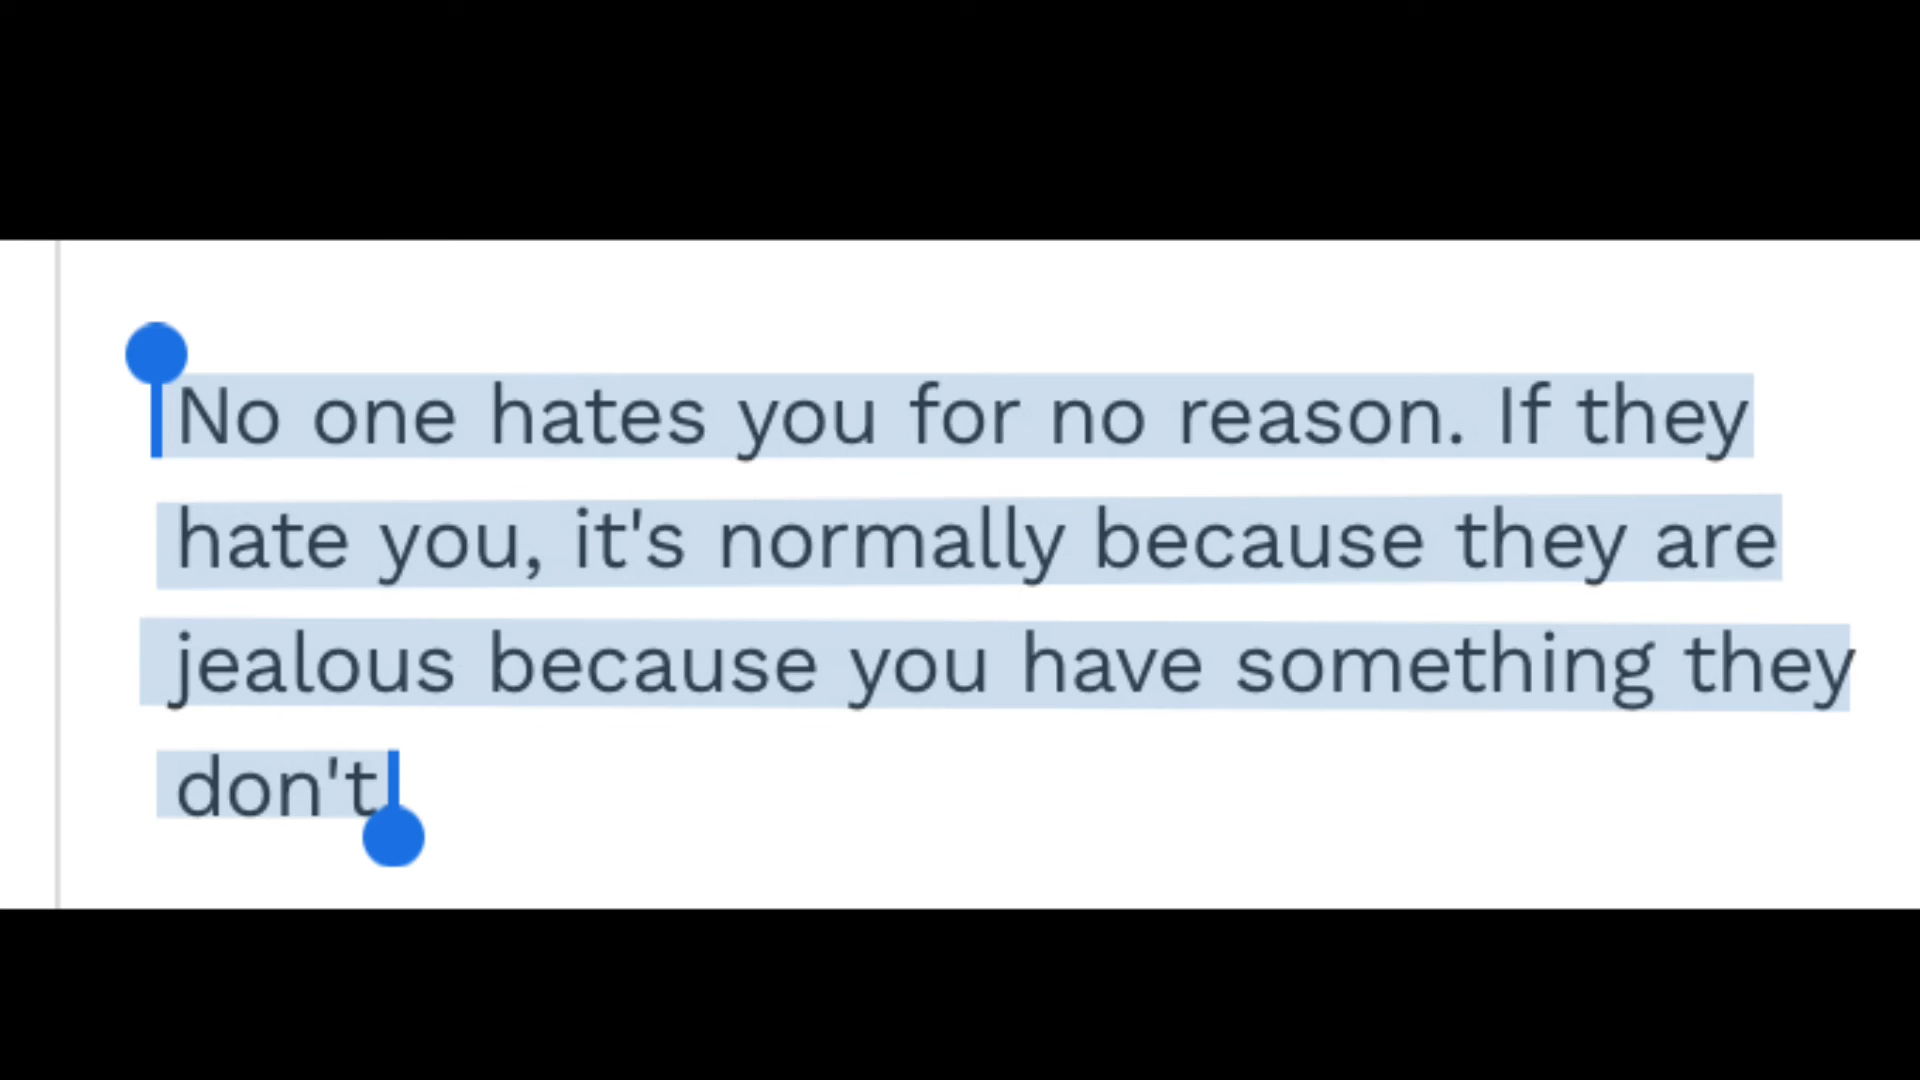 No one hates you for no reason. If they
hate you, it's normally because they are
jealous because you have something they
don't